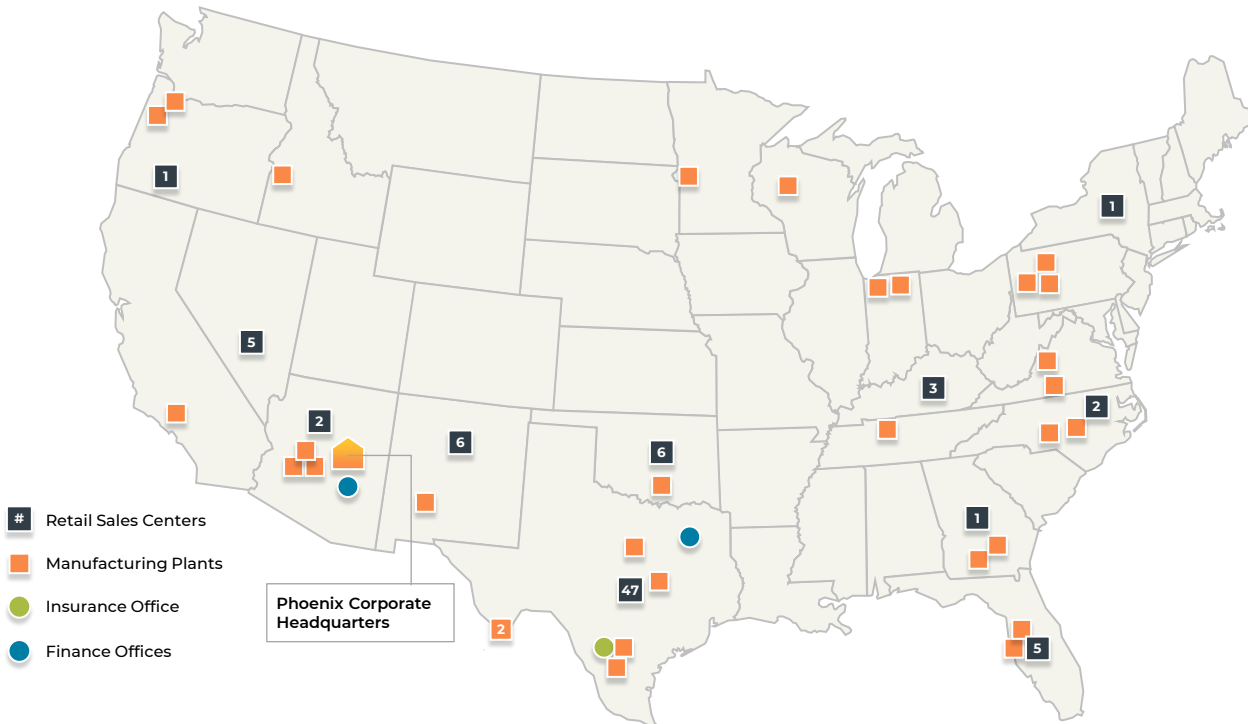 1
1
5
3
2
2
6
6
1
# Retail Sales Centers
Manufacturing Plants
47
Phoenix Corporate
Headquarters
Insurance Office
2
5
Finance Offices